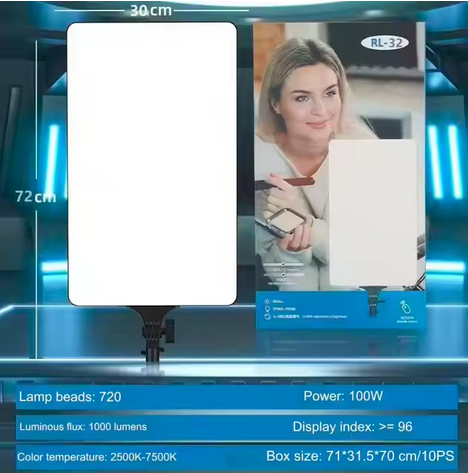 30cm
RL-32
72cm
Lamp beads: 720
Power: 100W
Luminous flux: 1000 lumens
Display index: >= 96
Color temperature: 2500K-7500K
Box size: 71*31.5*70 cm/10PS